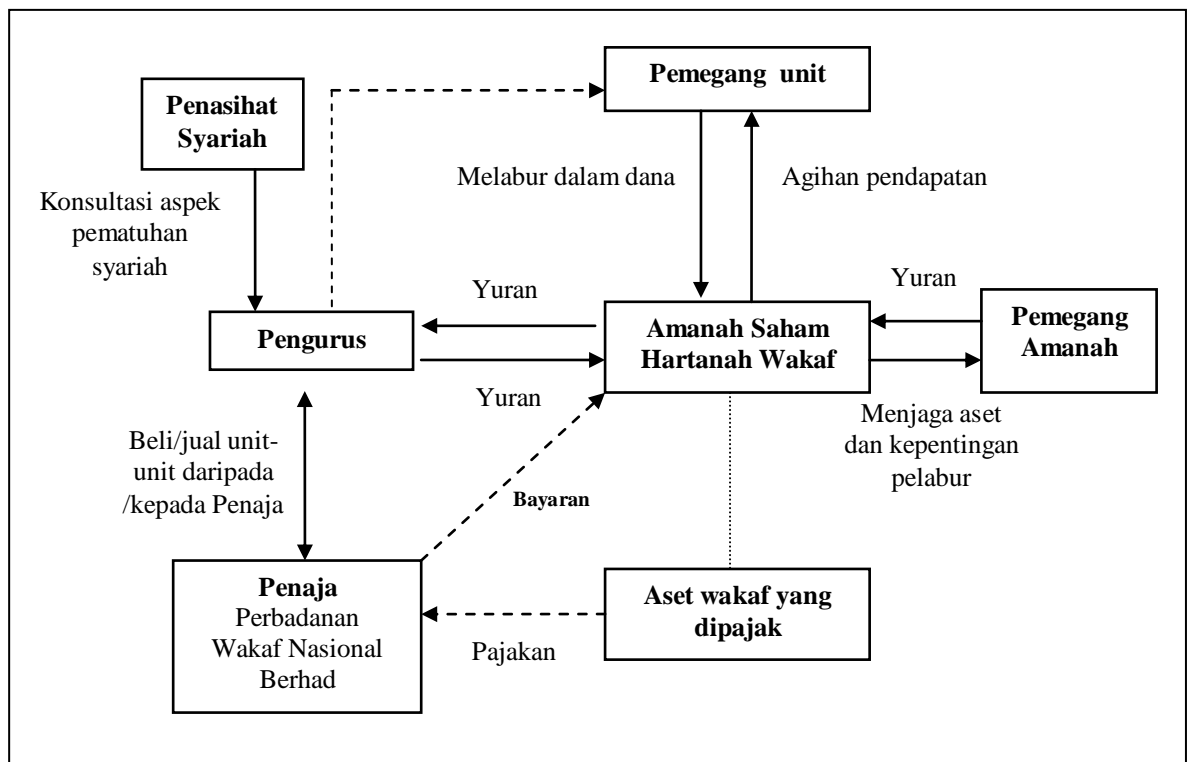 Pemegang unit
Penasihat
Syariah
Melabur dalam dana
Agihan pendapatan
Konsultasi aspek
pematuhan
syariah
Yuran
Yuran
Pengurus
Amanah Saham
Hartanah Wakaf
Pemegang
Amanah
Yuran
Menjaga aset
dan kepentingan
pelabur
Beli/jual unit-
unit daripada
/kepada Penaja
Bayaran
Penaja
Perbadanan
Wakaf Nasional
Berhad
Aset wakaf yang
dipajak
Pajakan